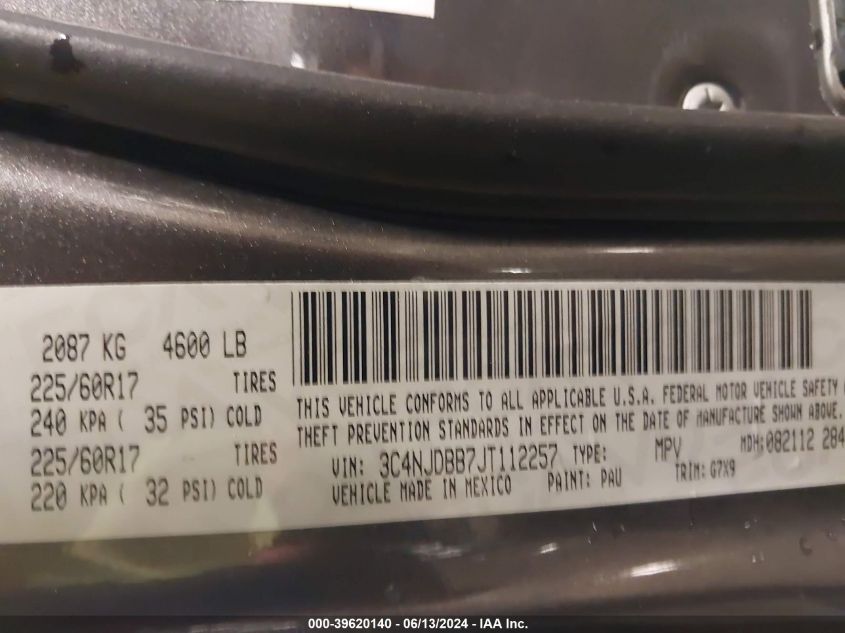 2087 KG 4600 LB
225/60R17 TIRES
240 KPA ( 35 PSI) COLD
225/60R17 TIRES
220 KPA ( 32 PSI) COLD
THIS VEHICLE CONFORMS TO ALL APPLICABLE U.S.A. FEDERAL MOTOR VEHICLE SAFETY
THEFT PREVENTION STANDARDS IN EFFECT ON THE DATE OF MANUFACTURE SHOWN ABOVE.
VIN: 3C4NJDBB7JT112257 TYPE: MPV MDH:082112 284
VEHICLE MADE IN MEXICO PAINT: PAU TRIM: G7X9
000-39620140 - 06/13/2024 - IAA Inc.